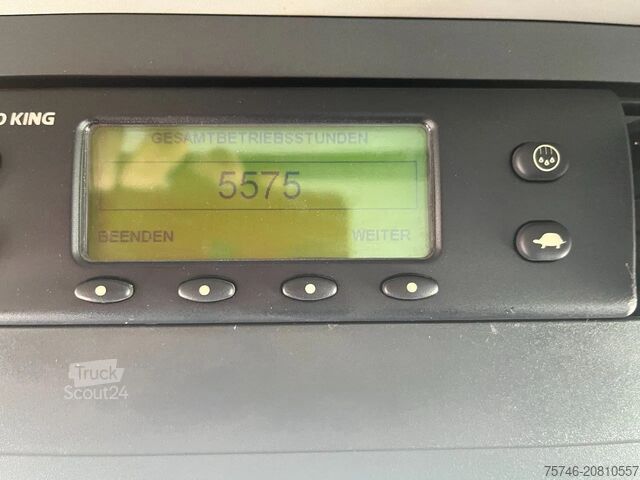 O KING
GESAMTBETRIEBSSTUNDEN
5575
BEENDEN
WEITER
Truck
Scout24
75746-20810557